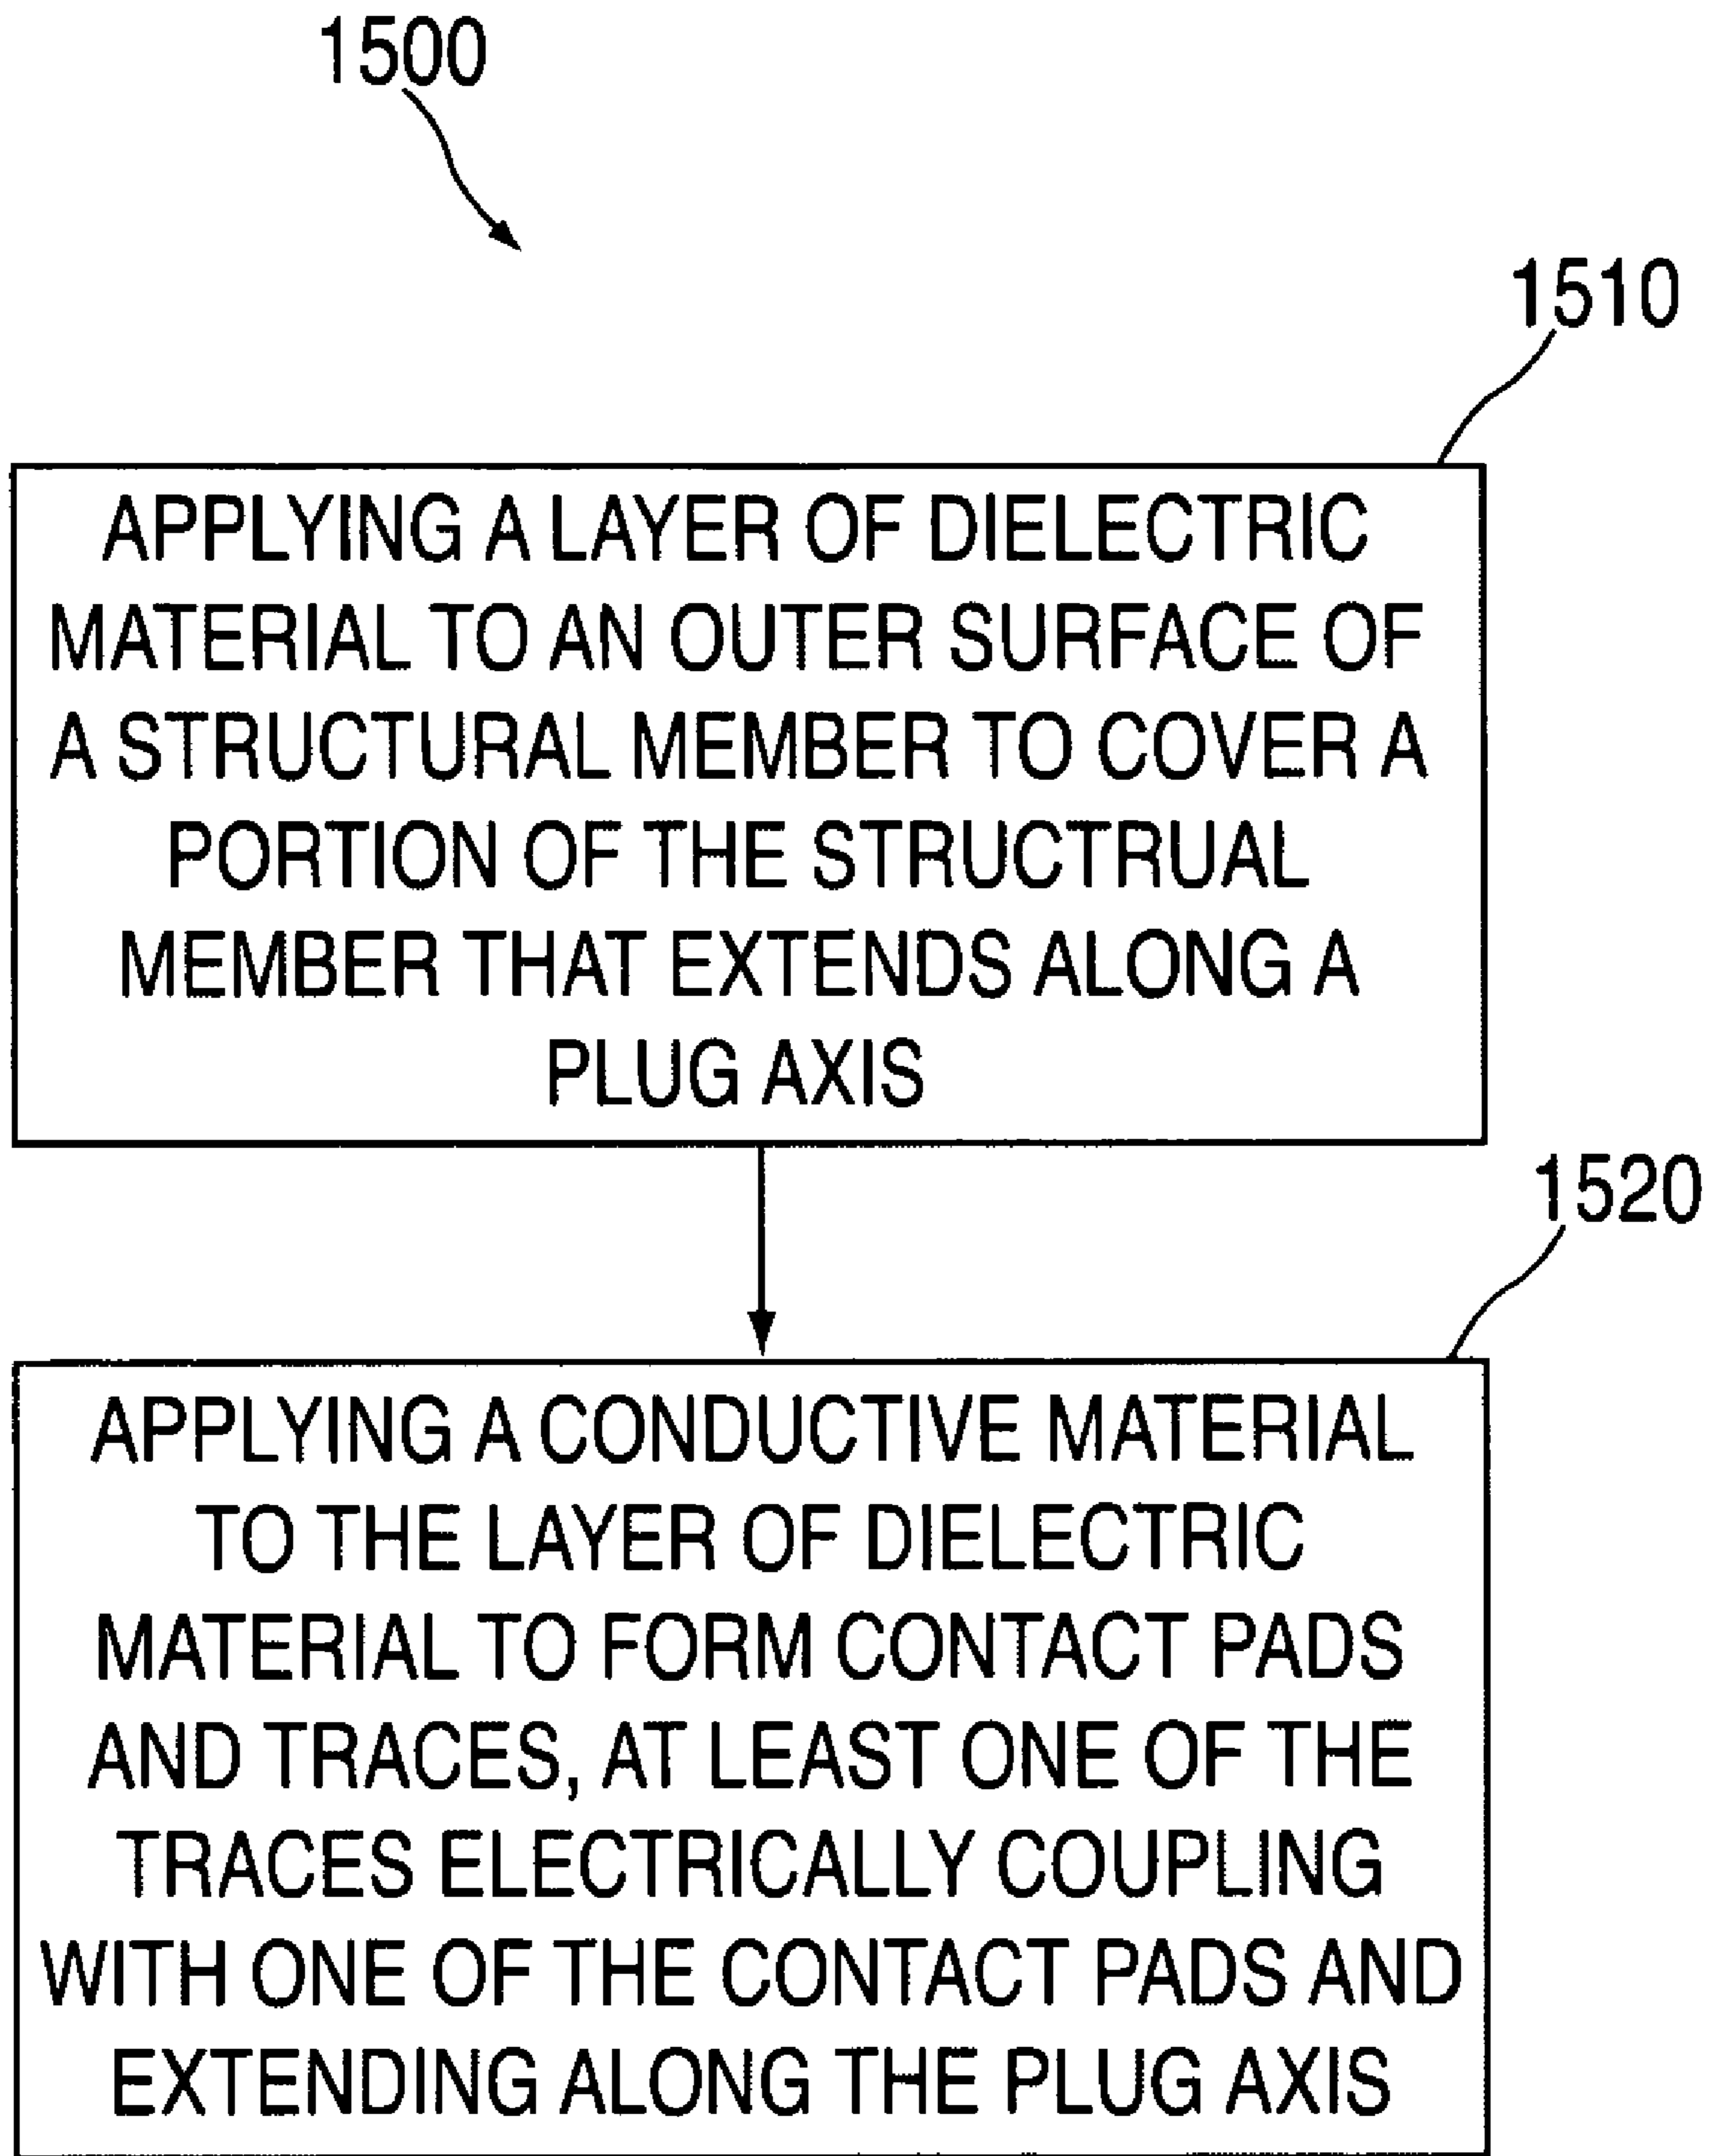 1500
1510
APPLYING A LAYER OF DIELECTRIC
MATERIAL TO AN OUTER SURFACE OF
A STRUCTURAL MEMBER TO COVER A
PORTION OF THE STRUCTRUAL
MEMBER THAT EXTENDS ALONG A
PLUG AXIS
1520
APPLYING A CONDUCTIVE MATERIAL
TO THE LAYER OF DIELECTRIC
MATERIAL TO FORM CONTACT PADS
AND TRACES, AT LEAST ONE OF THE
TRACES ELECTRICALLY COUPLING
WITH ONE OF THE CONTACT PADS AND
EXTENDING ALONG THE PLUG AXIS